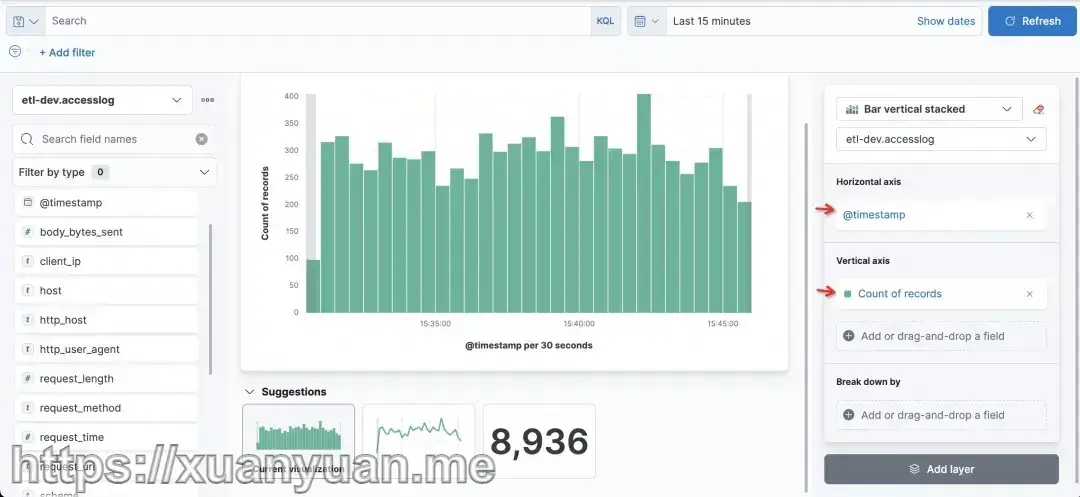 Search
KQL
Last 15 minutes
Show dates
Refresh
+ Add filter
etl-dev.accesslog
Search field names
Filter by type 0
@timestamp
# body_bytes_sent
t client_ip
t host
t http_host
t http_user_agent
# request_length
t request_method
# request_time
t request_uri
t scheme
400
350
300
250
200
150
100
50
0
Count of records
15:35:00
15:40:00
15:45:00
@timestamp per 30 seconds
Suggestions
Current visualization
8,936
Bar vertical stacked
etl-dev.accesslog
Horizontal axis
@timestamp
Vertical axis
Count of records
Add or drag-and-drop a field
Break down by
Add or drag-and-drop a field
Add layer
https://xuanyuan.me